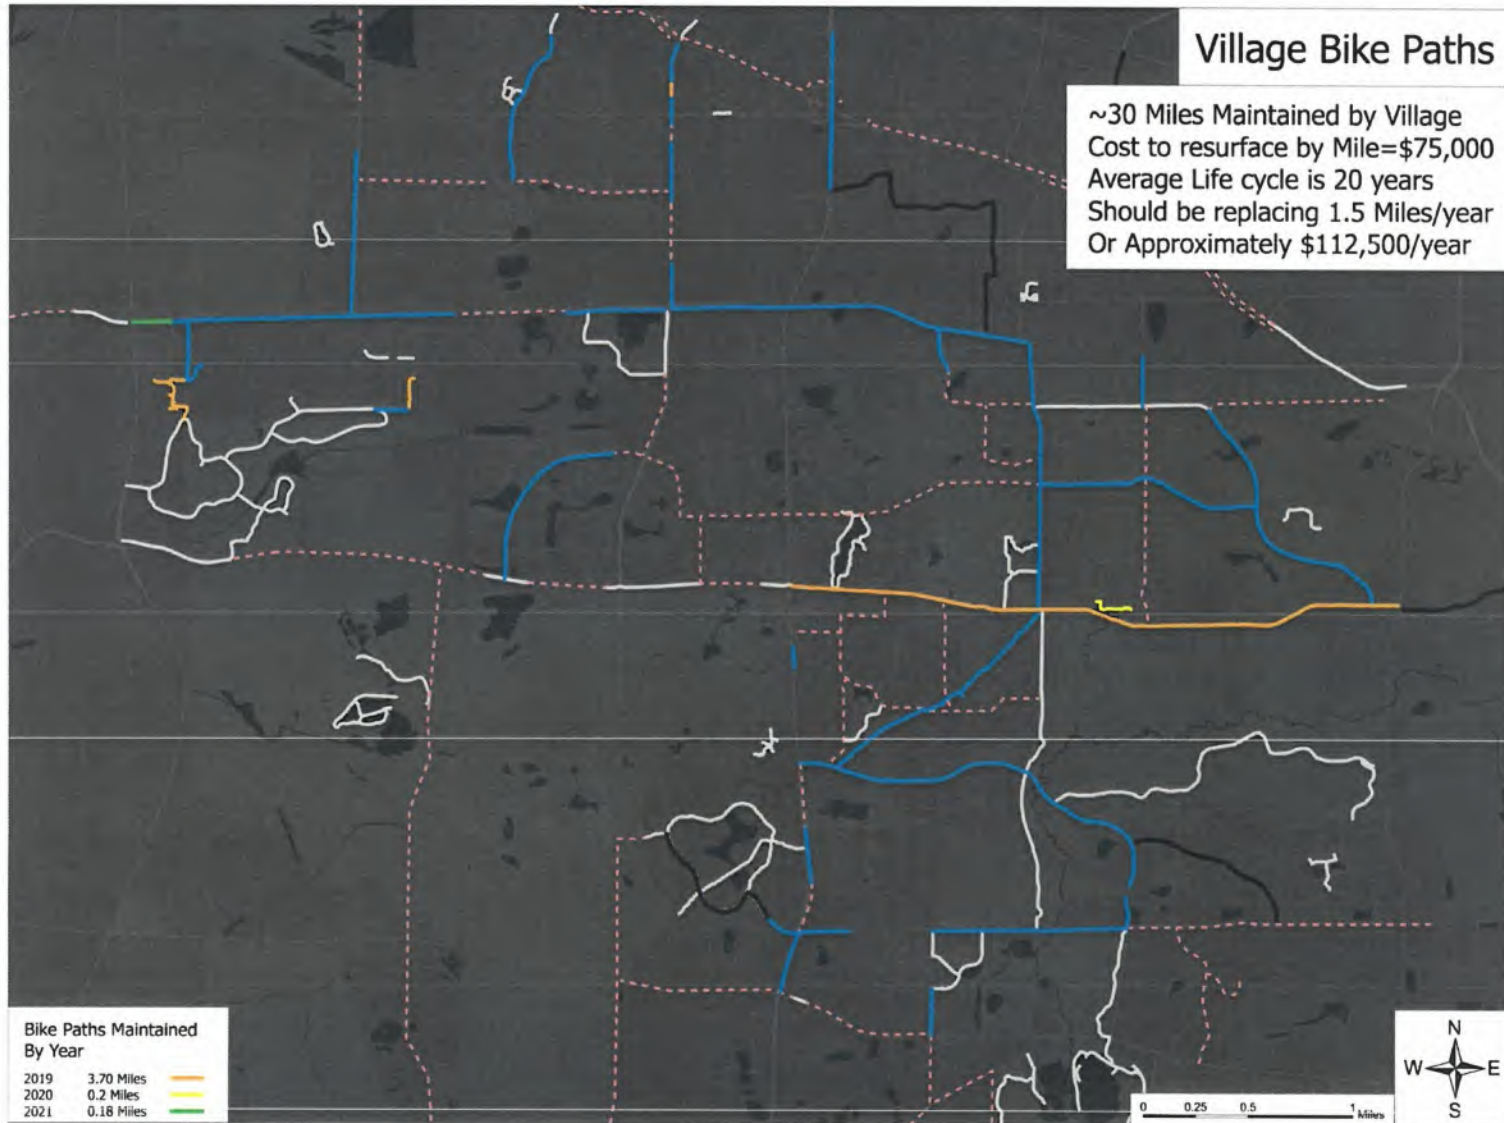 Village Bike Paths
~30 Miles Maintained by Village
Cost to resurface by Mile=$75,000
Average Life cycle is 20 years
Should be replacing 1.5 Miles/year
Or Approximately $112,500/year
Bike Paths Maintained
By Year
2019 3.70 Miles
2020 0.2 Miles
2021 0.18 Miles
N
W E
S
0 0.25 0.5 1 Miles